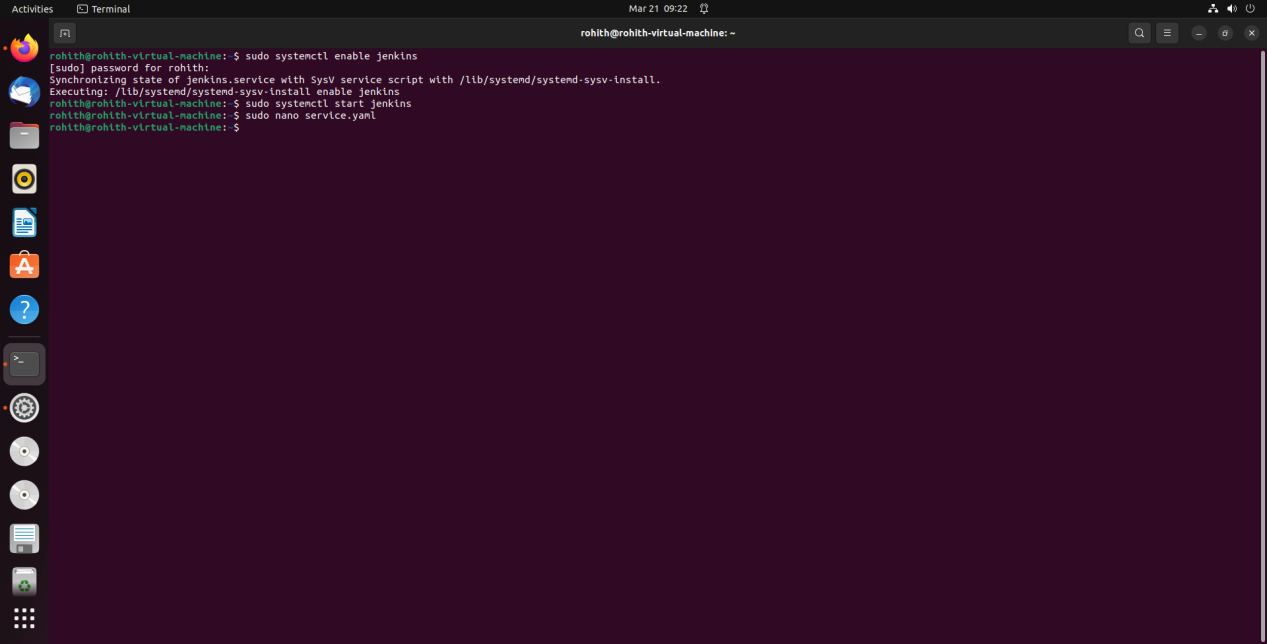 Activities Terminal Mar 21 09:22
rohith@rohith-virtual-machine: ~
rohith@rohith-virtual-machine:~$ sudo systemctl enable jenkins
[sudo] password for rohith:
Synchronizing state of jenkins.service with SysV service script with /lib/systemd/systemd-sysv-install.
Executing: /lib/systemd/systemd-sysv-install enable jenkins
rohith@rohith-virtual-machine:~$ sudo systemctl start jenkins
rohith@rohith-virtual-machine:~$ sudo nano service.yaml
rohith@rohith-virtual-machine:~$